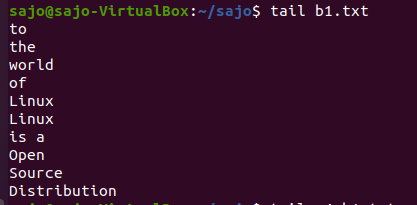 sajo@sajo-VirtualBox:~/sajo$ tail b1.txt
to
the
world
of
Linux
Linux
is a
Open
Source
Distribution